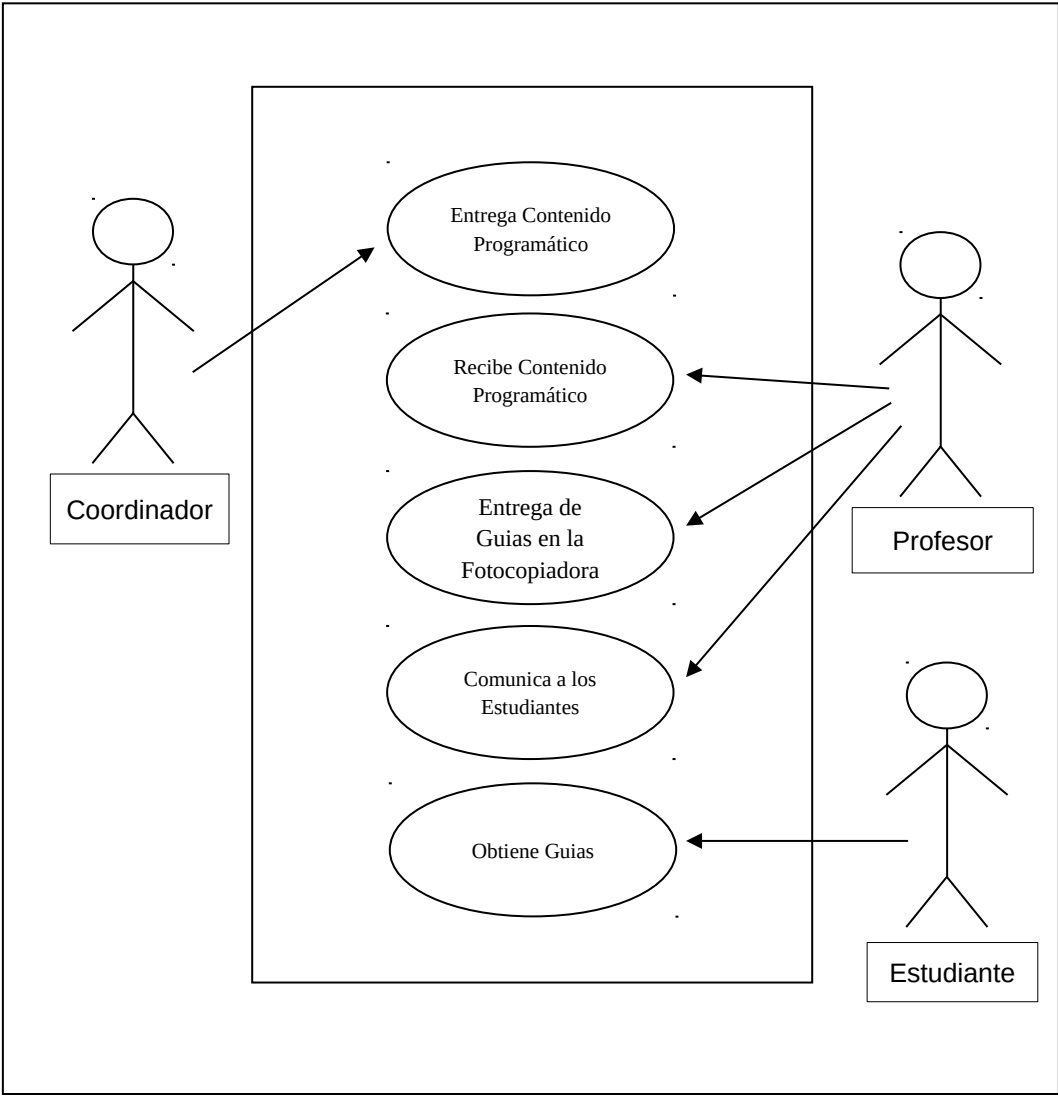 Entrega Contenido
Programático
Recibe Contenido
Programático
Entrega de
Guias en la
Fotocopiadora
Comunica a los
Estudiantes
Obtiene Guias
Coordinador
Profesor
Estudiante